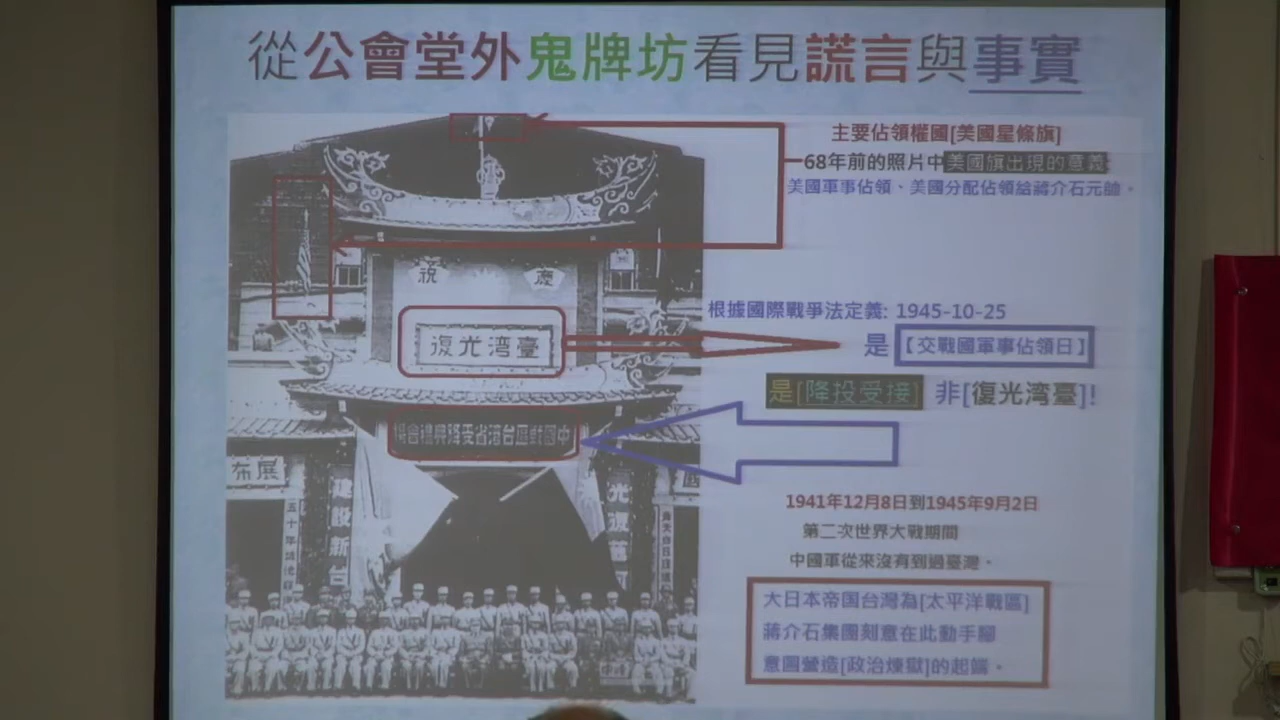 從公會堂外鬼牌坊看見謊言與事實
主要佔領權國[美國星條旗]
68年前的照片中美國旗出現的意義
美國軍事佔領、美國分配佔領給蔣介石元帥。
祝 慶
根據國際戰爭法定義: 1945-10-25
臺湾光復
是【交戰國軍事佔領日】
是[降投受接] 非[復光湾臺]!
中國戰區台湾省受降典禮會場
布展
建設新台
光復
1941年12月8日到1945年9月2日
第二次世界大戰期間
中國軍從來沒有到過臺灣。
大日本帝国台灣為[太平洋戰區]
蔣介石集團刻意在此動手腳
意圖營造[政治煉獄]的起端。